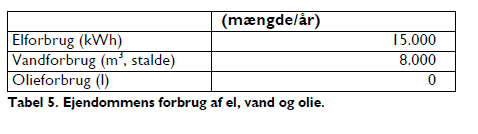 (mængde/år)
Elforbrug (kWh) 15.000
Vandforbrug (m³, stalde) 8.000
Olieforbrug (l) 0
Tabel 5. Ejendommens forbrug af el, vand og olie.